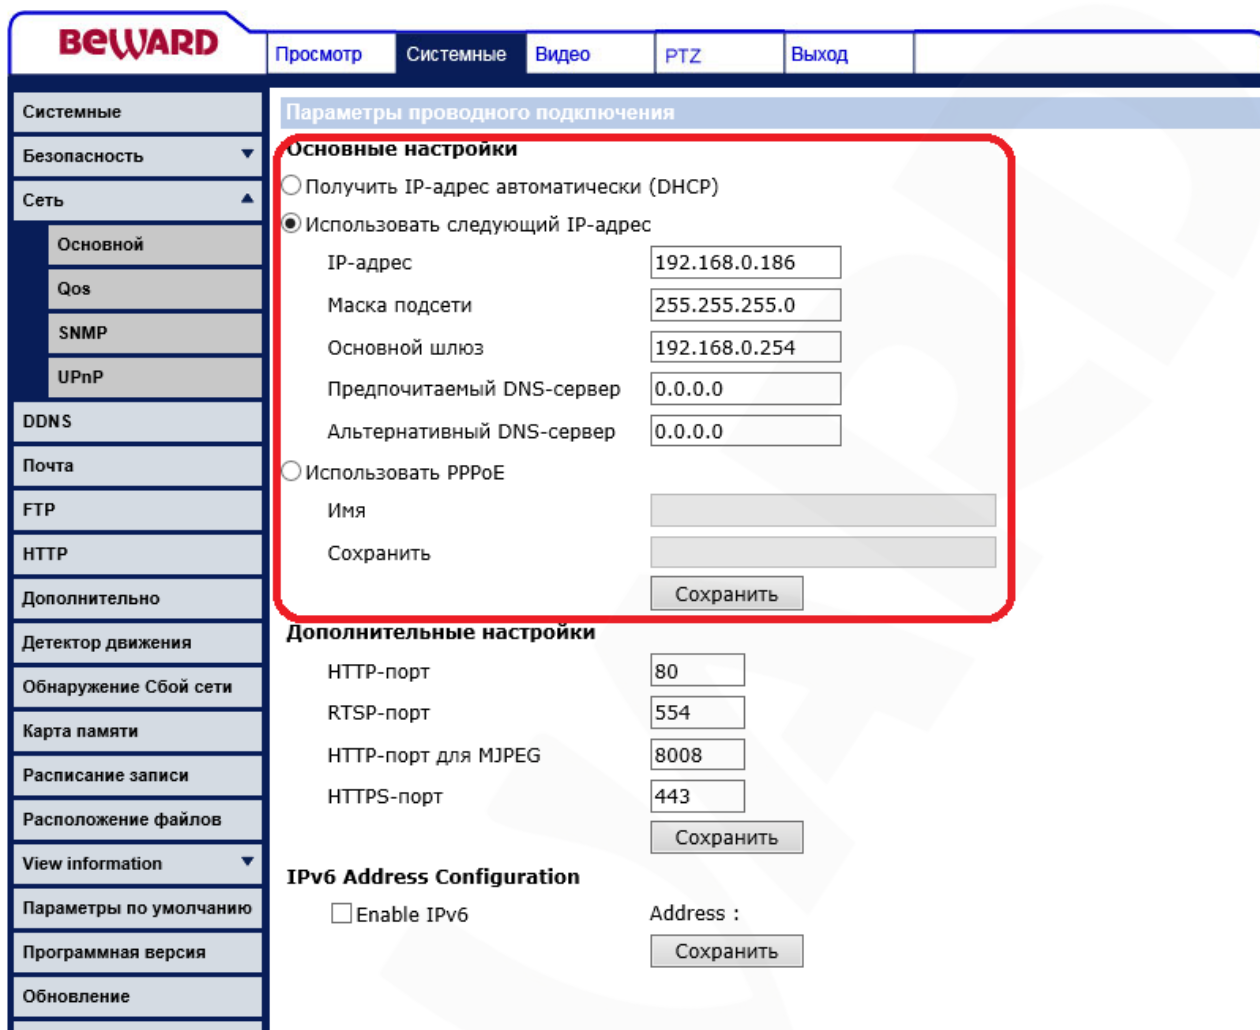 BEWARD
Просмотр Системные Видео PTZ Выход
Системные
Безопасность
Сеть
Основной
Qos
SNMP
UPnP
DDNS
Почта
FTP
HTTP
Дополнительно
Детектор движения
Обнаружение Сбой сети
Карта памяти
Расписание записи
Расположение файлов
View information
Параметры по умолчанию
Программная версия
Обновление
Параметры проводного подключения
Основные настройки
Получить IP-адрес автоматически (DHCP)
Использовать следующий IP-адрес
IP-адрес 192.168.0.186
Маска подсети 255.255.255.0
Основной шлюз 192.168.0.254
Предпочитаемый DNS-сервер 0.0.0.0
Альтернативный DNS-сервер 0.0.0.0
Использовать PPPoE
Имя
Сохранить
Сохранить
Дополнительные настройки
HTTP-порт 80
RTSP-порт 554
HTTP-порт для MJPEG 8008
HTTPS-порт 443
Сохранить
IPv6 Address Configuration
Enable IPv6 Address :
Сохранить